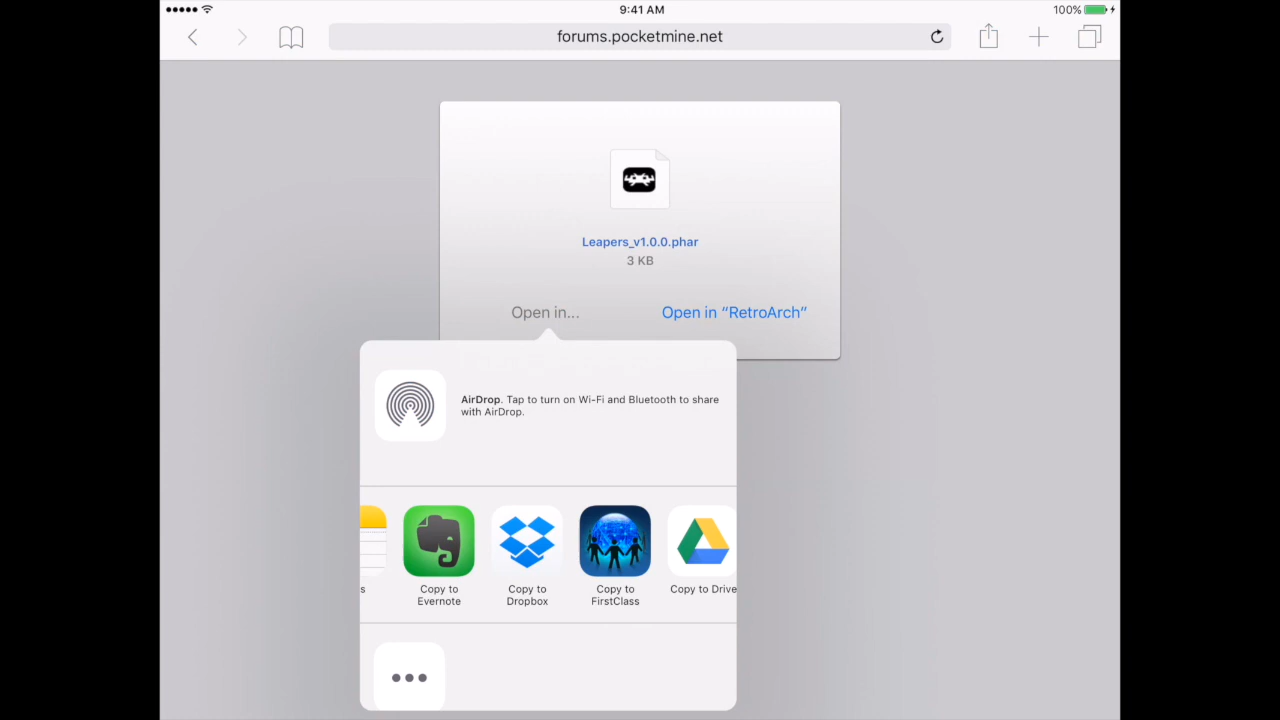 9:41 AM
100%
forums.pocketmine.net
Leapers_v1.0.0.phar
3 KB
Open in...
Open in “RetroArch”
AirDrop. Tap to turn on Wi-Fi and Bluetooth to share
with AirDrop.
s
Copy to
Evernote
Copy to
Dropbox
Copy to
FirstClass
Copy to Drive